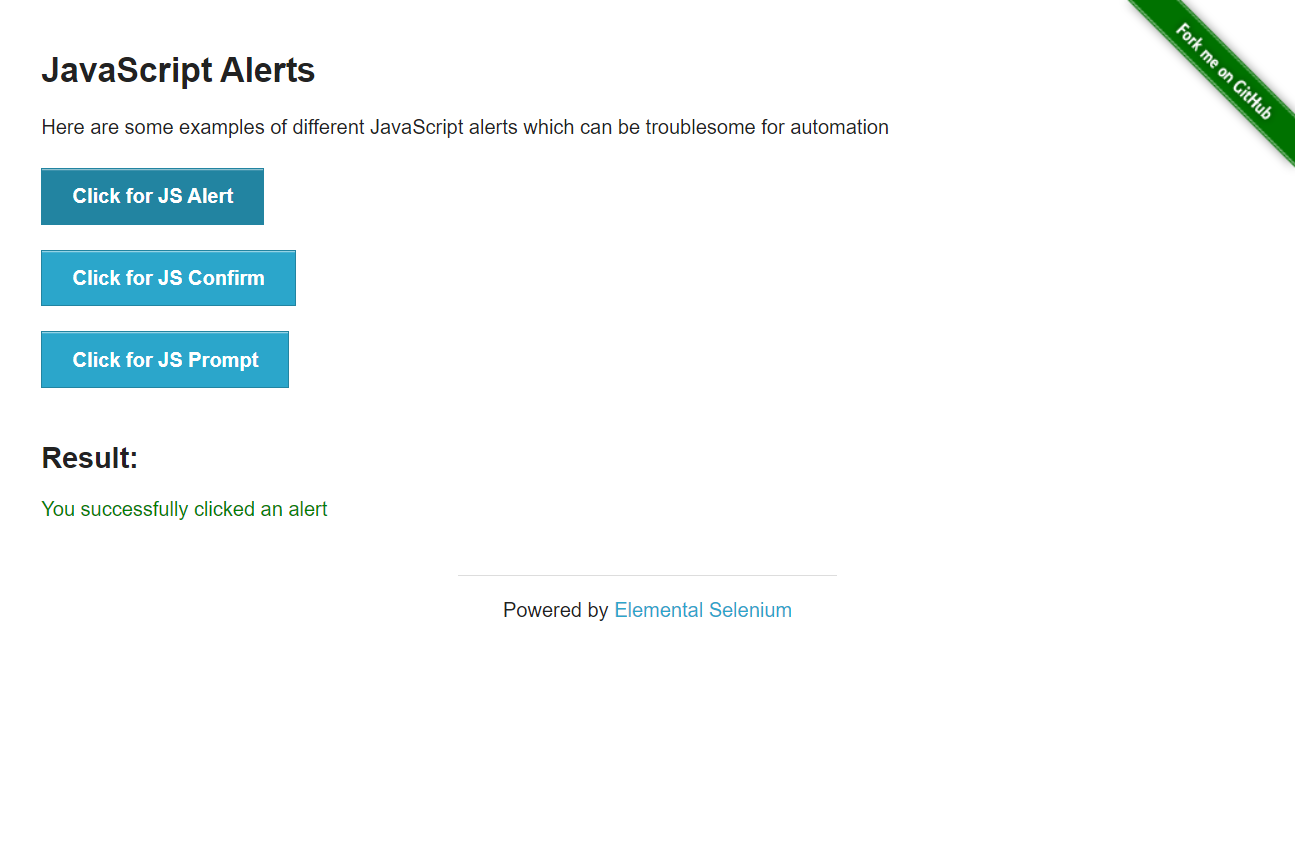 Fork me on GitHub
JavaScript Alerts
Here are some examples of different JavaScript alerts which can be troublesome for automation
Click for JS Alert
Click for JS Confirm
Click for JS Prompt
Result:
You successfully clicked an alert
Powered by Elemental Selenium